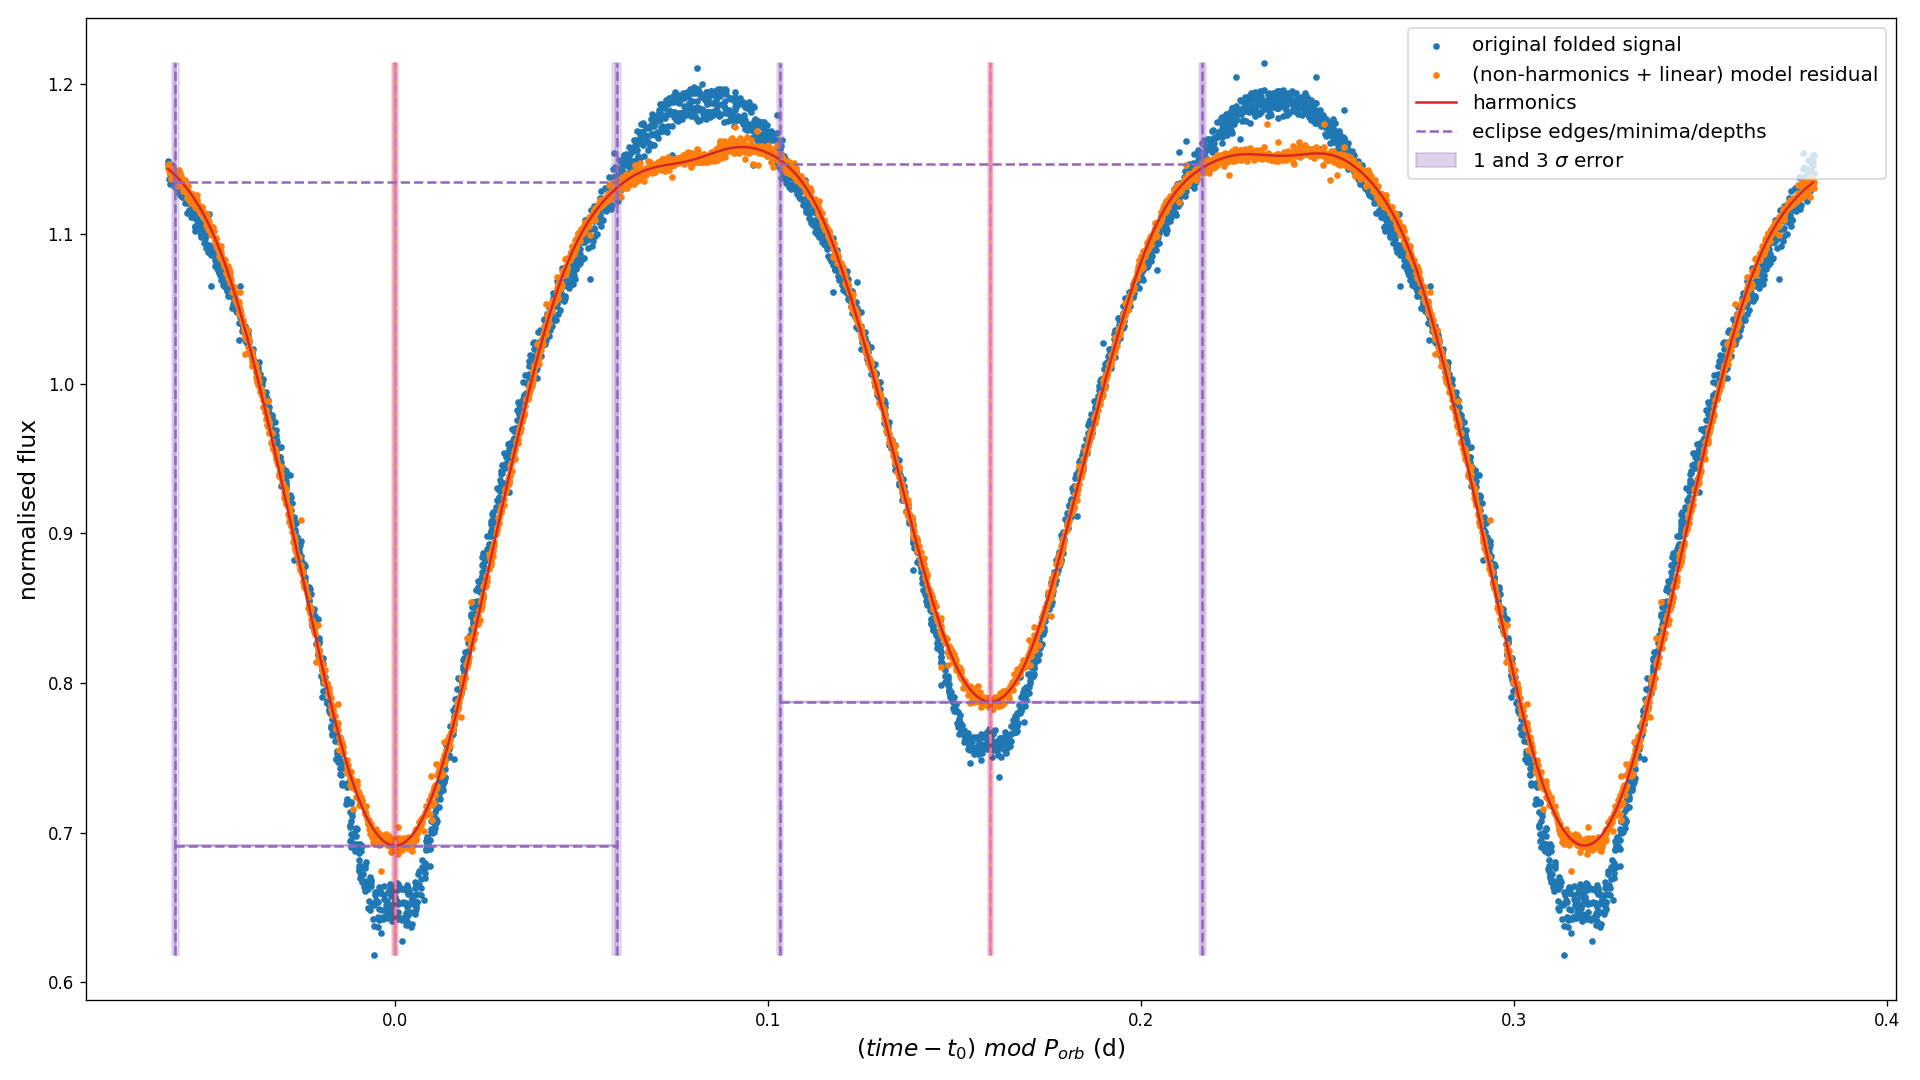 original folded signal
(non-harmonics + linear) model residual
harmonics
eclipse edges/minima/depths
1 and 3 σ error
normalised flux
1.2
1.1
1.0
0.9
0.8
0.7
0.6
0.0 0.1 0.2 0.3 0.4
(time − t₀) mod Pₒᵣb (d)